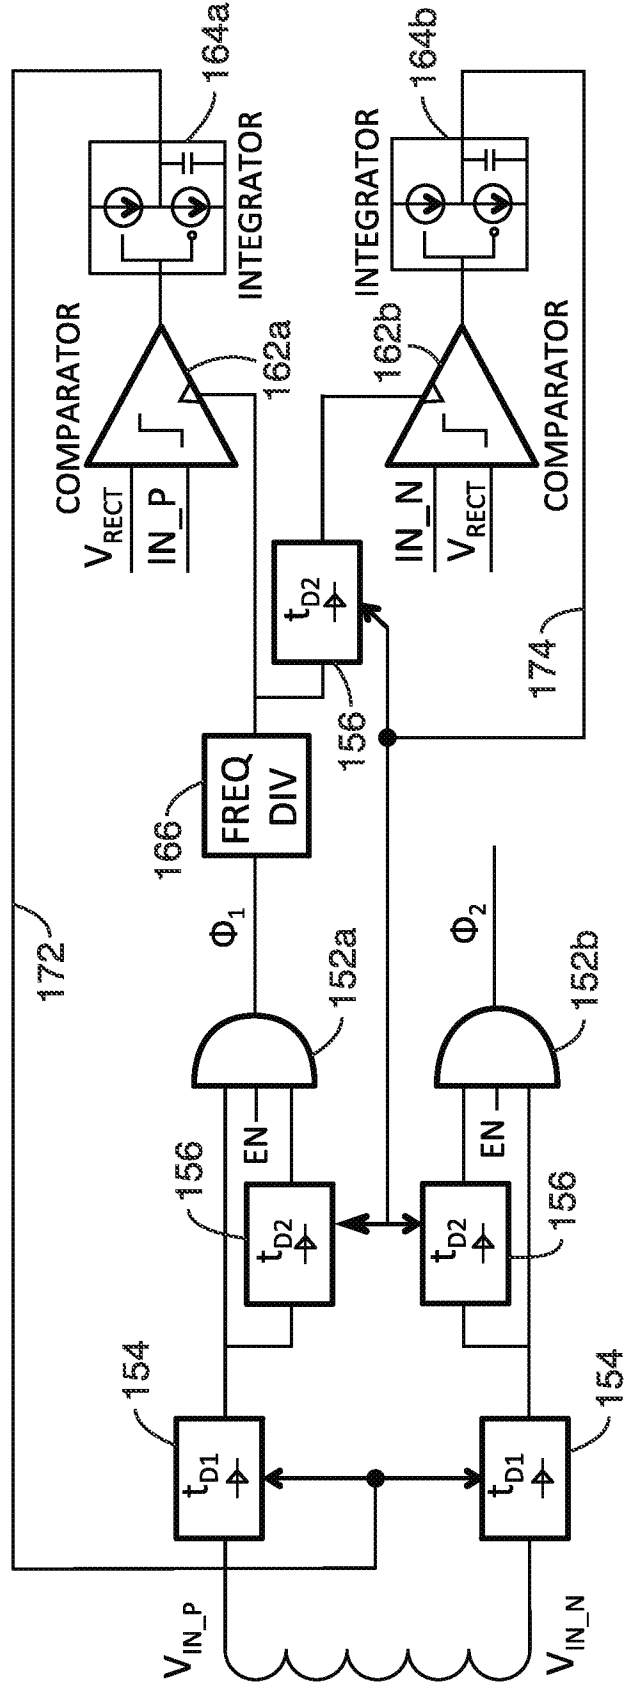 172
COMPARATOR
V_RECT
IN_P
162a
164a
INTEGRATOR
V_IN_P
t_D1
154
t_D2
156
EN
152a
Φ1
166
FREQ
DIV
t_D2
156
V_IN_N
t_D1
154
t_D2
156
EN
152b
Φ2
174
IN_N
V_RECT
162b
COMPARATOR
164b
INTEGRATOR